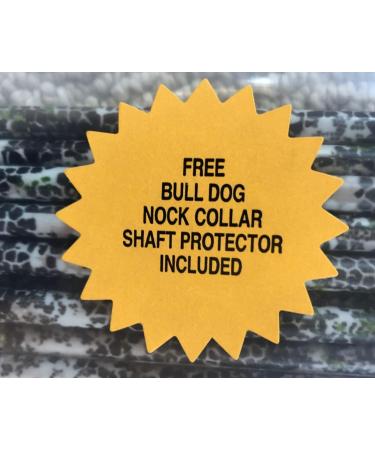 FREE
BULL DOG
NOCK COLLAR
SHAFT PROTECTOR
INCLUDED